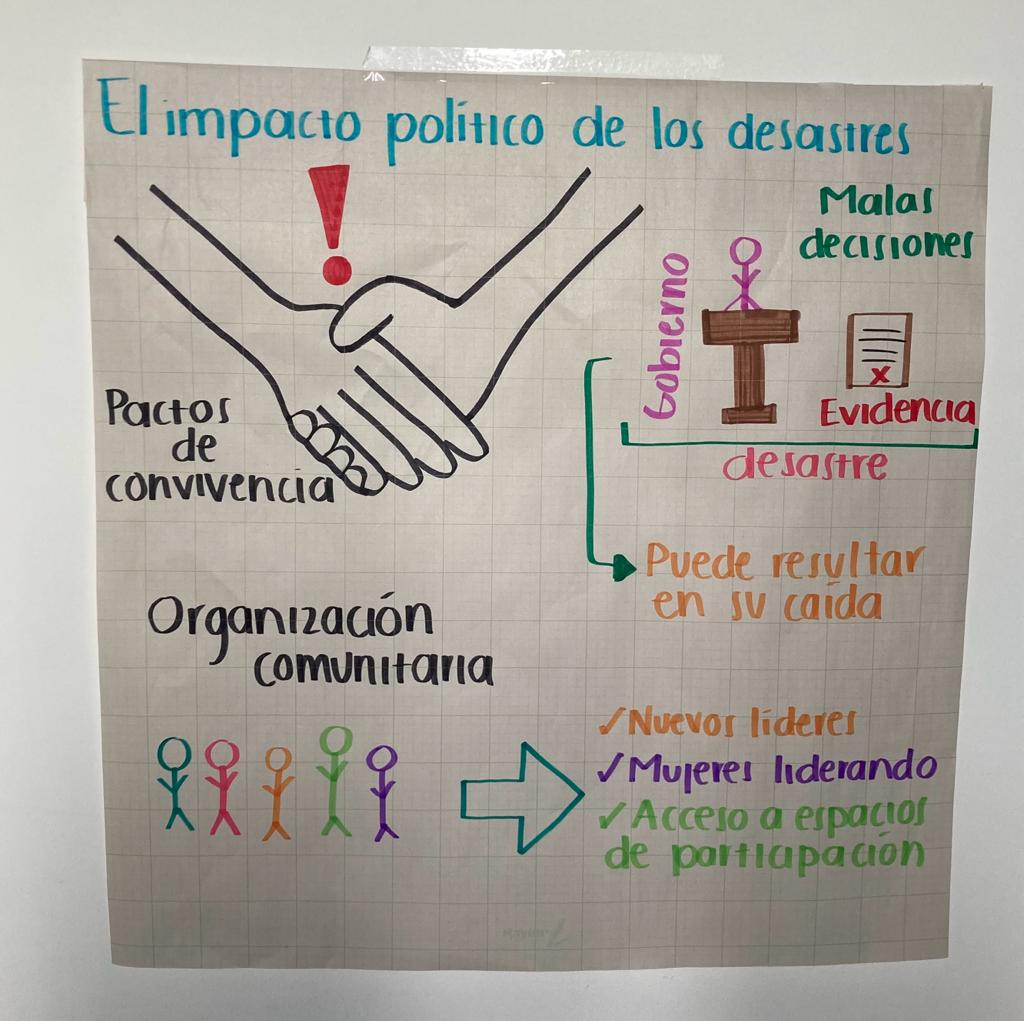 El impacto político de los desastres
Pactos
de
convivencia
Gobierno
Malas
decisiones
Evidencia
desastre
Puede resultar
en su caída
Organización
comunitaria
✓Nuevos líderes
✓Mujeres liderando
✓Acceso a espacios
de participación